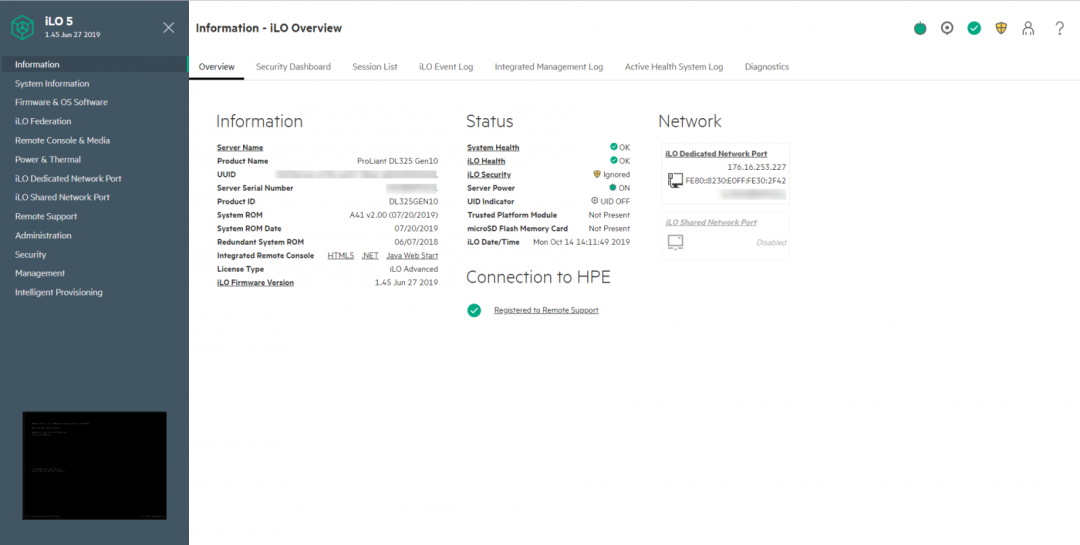 iLO 5
1.45 Jun 27 2019
Information - iLO Overview
Information
System Information
Firmware & OS Software
iLO Federation
Remote Console & Media
Power & Thermal
iLO Dedicated Network Port
iLO Shared Network Port
Remote Support
Administration
Security
Management
Intelligent Provisioning
Overview Security Dashboard Session List iLO Event Log Integrated Management Log Active Health System Log Diagnostics
Information
Server Name
Product Name ProLiant DL325 Gen10
UUID
Server Serial Number
Product ID DL325GEN10
System ROM A41 v2.00 (07/20/2019)
System ROM Date 07/20/2019
Redundant System ROM 06/07/2018
Integrated Remote Console HTML5 .NET Java Web Start
License Type iLO Advanced
iLO Firmware Version 1.45 Jun 27 2019
Status
System Health OK
iLO Health OK
iLO Security Ignored
Server Power ON
UID Indicator UID OFF
Trusted Platform Module Not Present
microSD Flash Memory Card Not Present
iLO Date/Time Mon Oct 14 14:11:49 2019
Connection to HPE
Registered to Remote Support
Network
iLO Dedicated Network Port
176.16.253.227
FE80::8230:E0FF:FE30:2F42
iLO Shared Network Port
Disabled